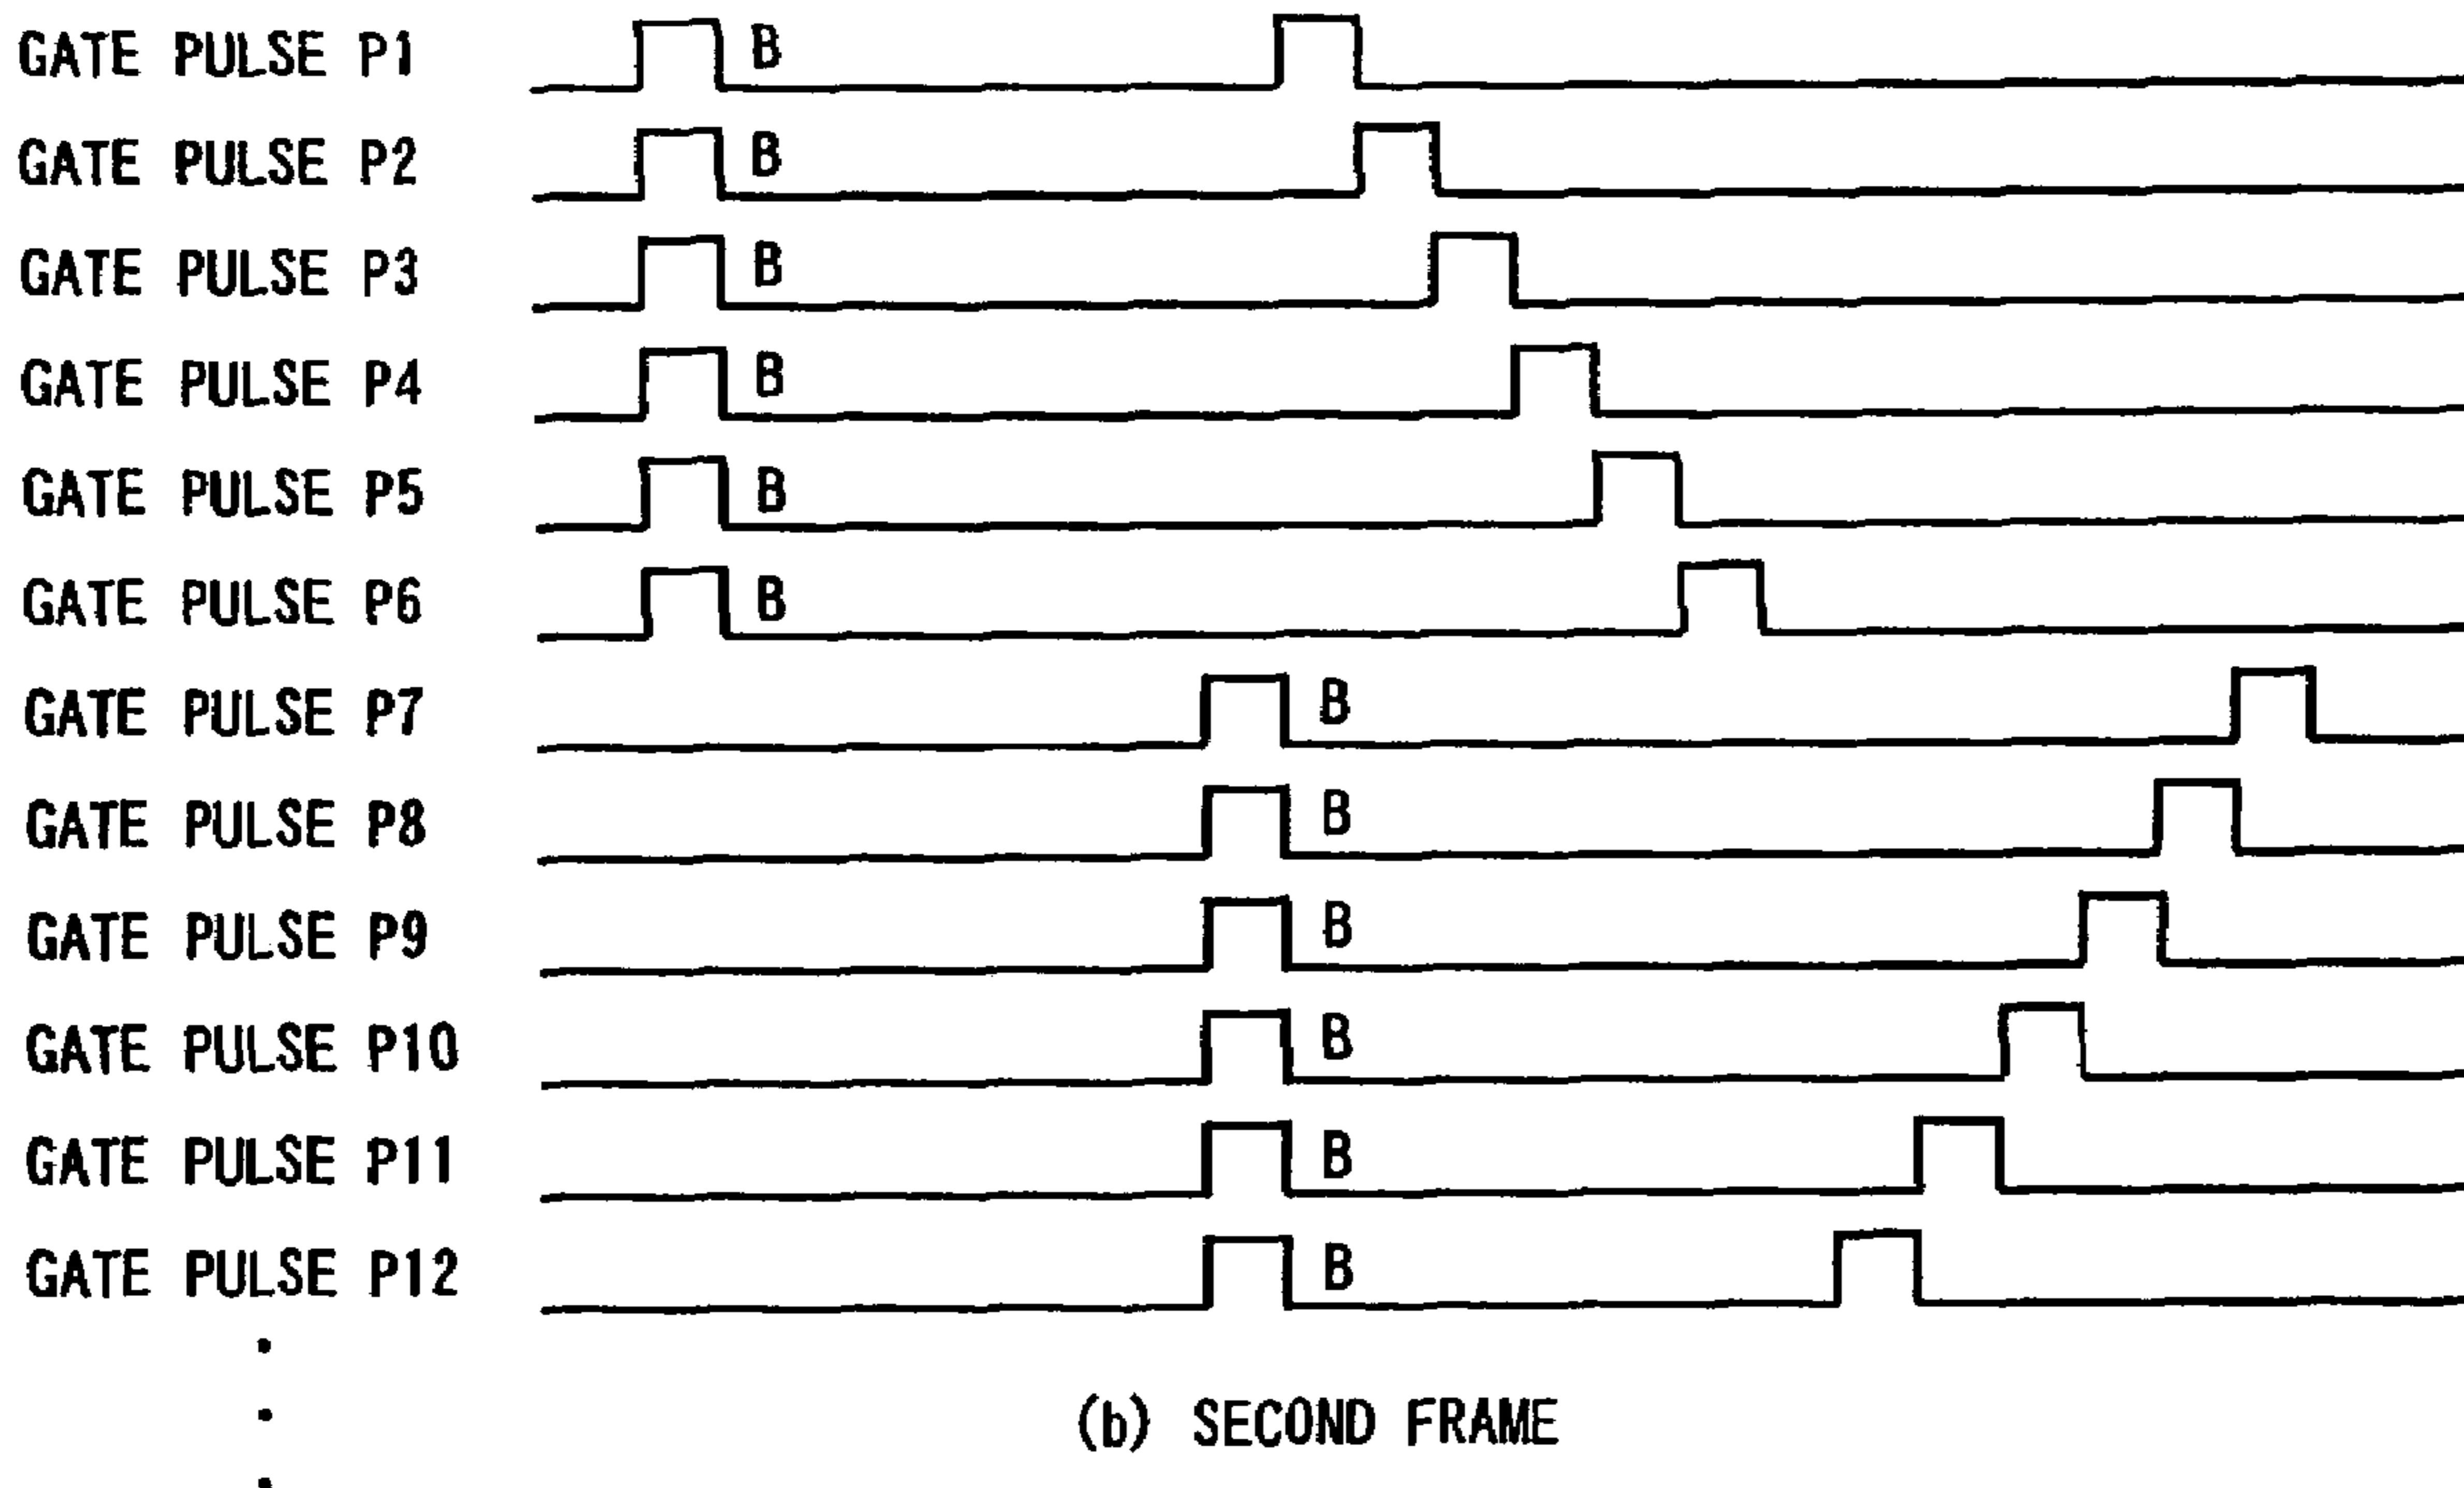 GATE PULSE P1 B
GATE PULSE P2 B
GATE PULSE P3 B
GATE PULSE P4 B
GATE PULSE P5 B
GATE PULSE P6 B
GATE PULSE P7 B
GATE PULSE P8 B
GATE PULSE P9 B
GATE PULSE P10 B
GATE PULSE P11 B
GATE PULSE P12 B
(b) SECOND FRAME